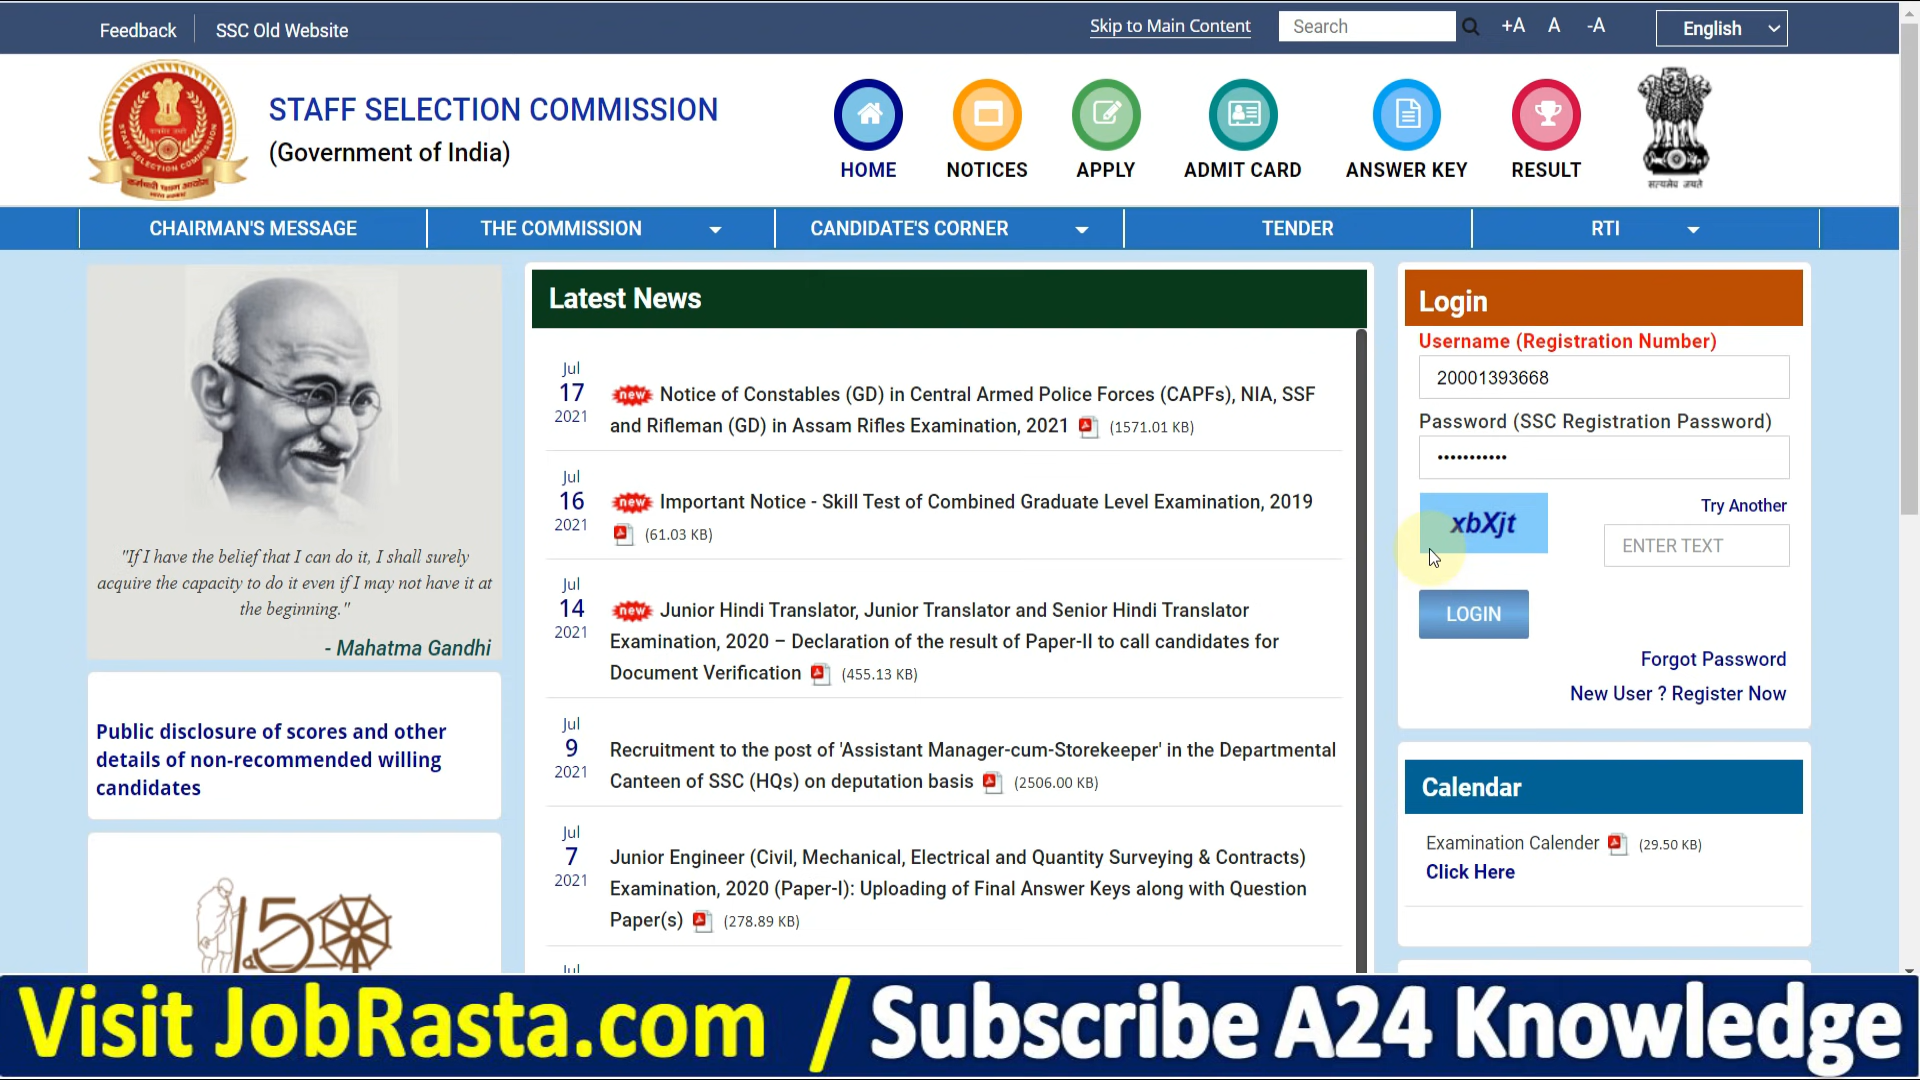 Feedback
SSC Old Website
Skip to Main Content
Search
+A
A
-A
English
STAFF SELECTION COMMISSION
(Government of India)
HOME
NOTICES
APPLY
ADMIT CARD
ANSWER KEY
RESULT
सत्यमेव जयते
STAFF SELECTION COMMISSION
CHAIRMAN'S MESSAGE
THE COMMISSION
CANDIDATE'S CORNER
TENDER
RTI
"If I have the belief that I can do it, I shall surely
acquire the capacity to do it even if I may not have it at
the beginning."
- Mahatma Gandhi
Public disclosure of scores and other
details of non-recommended willing
candidates
150
Latest News
Jul
17
2021
new Notice of Constables (GD) in Central Armed Police Forces (CAPFs), NIA, SSF
and Rifleman (GD) in Assam Rifles Examination, 2021 (1571.01 KB)
Jul
16
2021
new Important Notice - Skill Test of Combined Graduate Level Examination, 2019
(61.03 KB)
Jul
14
2021
new Junior Hindi Translator, Junior Translator and Senior Hindi Translator
Examination, 2020 – Declaration of the result of Paper-II to call candidates for
Document Verification (455.13 KB)
Jul
9
2021
Recruitment to the post of 'Assistant Manager-cum-Storekeeper' in the Departmental
Canteen of SSC (HQs) on deputation basis (2506.00 KB)
Jul
7
2021
Junior Engineer (Civil, Mechanical, Electrical and Quantity Surveying & Contracts)
Examination, 2020 (Paper-I): Uploading of Final Answer Keys along with Question
Paper(s) (278.89 KB)
Jul
Login
Username (Registration Number)
20001393668
Password (SSC Registration Password)
•••••••••••
xbXjt
Try Another
ENTER TEXT
LOGIN
Forgot Password
New User ? Register Now
Calendar
Examination Calender (29.50 KB)
Click Here
Visit JobRasta.com / Subscribe A24 Knowledge